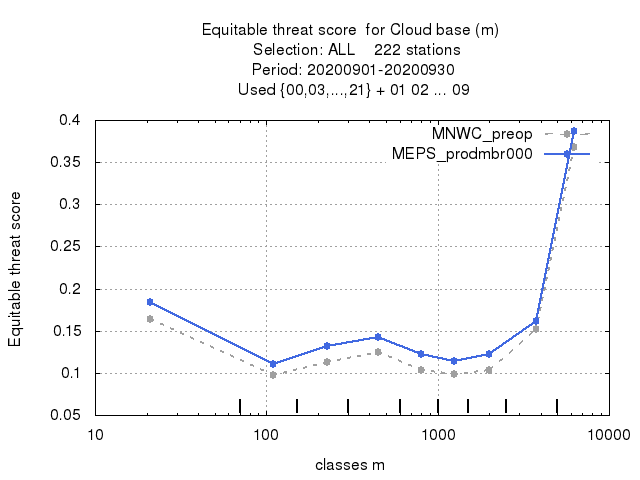 Equitable threat score  for Cloud base (m)
Selection: ALL    222 stations
Period: 20200901-20200930
Used {00,03,...,21} + 01 02 ... 09
MNWC_preop
MEPS_prodmbr000
Equitable threat score
0.4
0.35
0.3
0.25
0.2
0.15
0.1
0.05
10 100 1000 10000
classes m